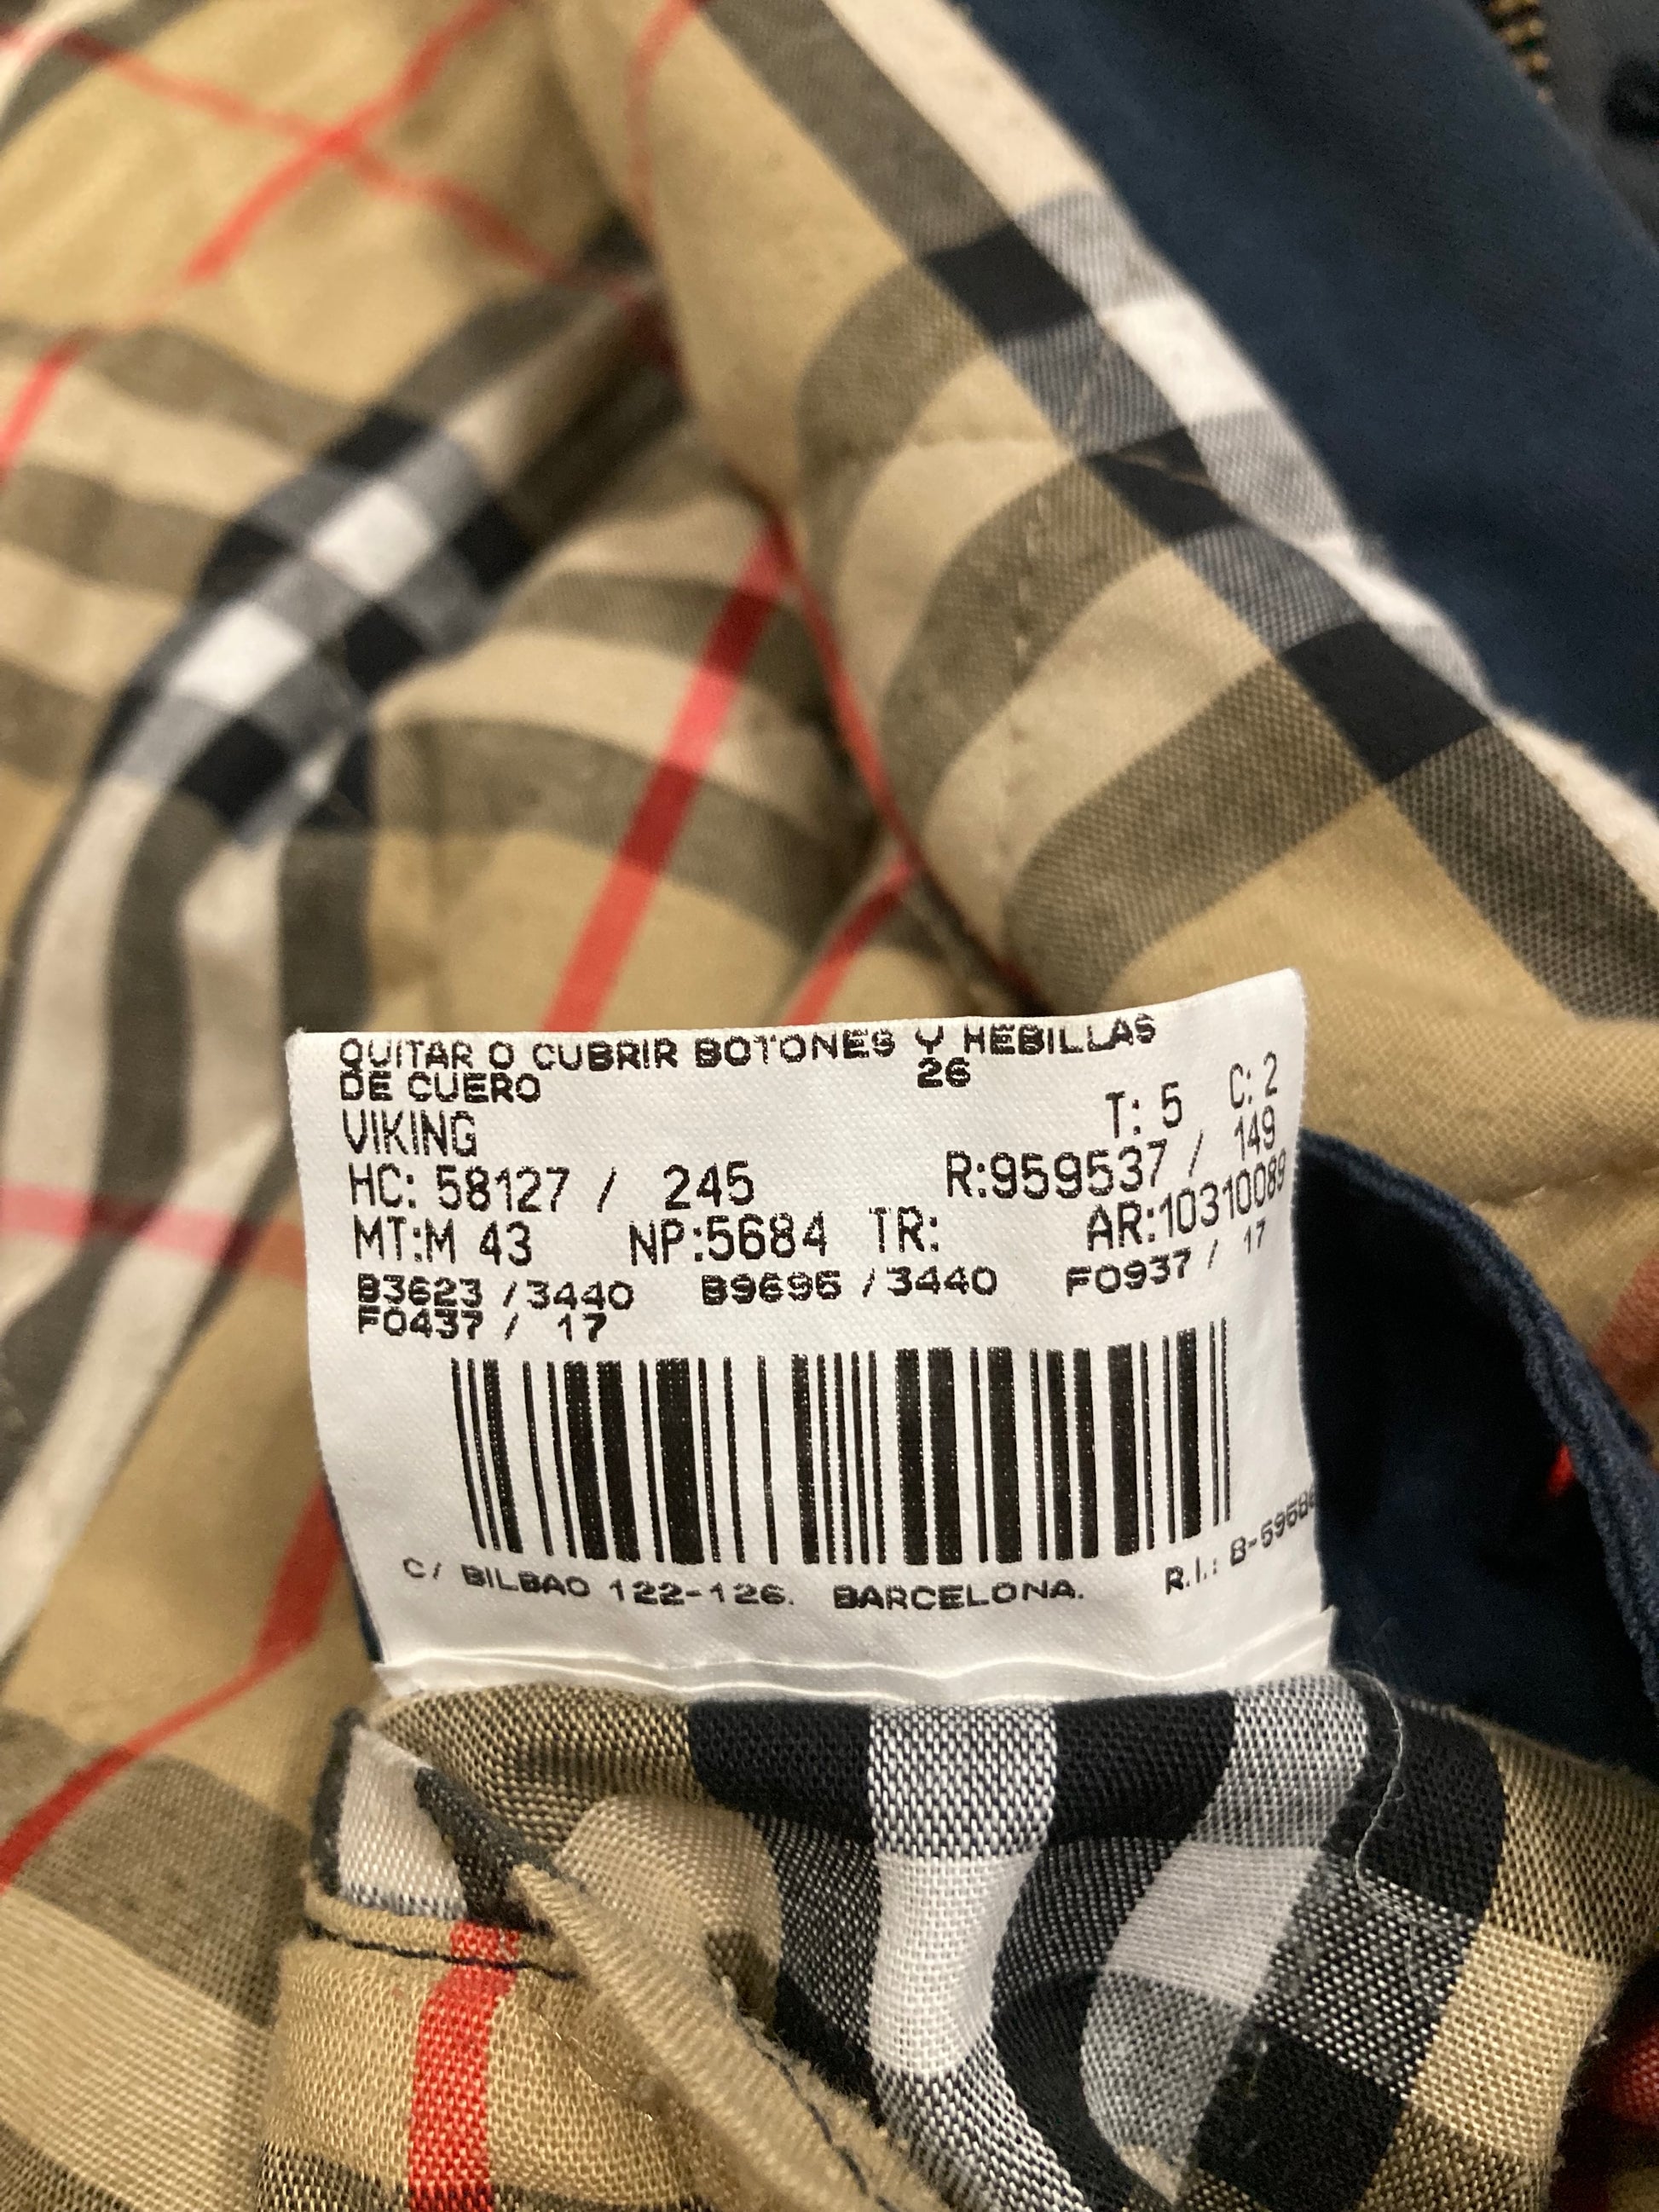 QUITAR O CUBRIR BOTONES Y HEBILLAS
DE CUERO 26
VIKING T: 5 C: 2
HC: 58127 / 245 R:959537 / 149
MT:M 43 NP:5684 TR: AR:10310089
B3623 /3440 B9695 /3440 F0937 / 17
F0437 / 17
C/ BILBAO 122-126. BARCELONA. R.I.: